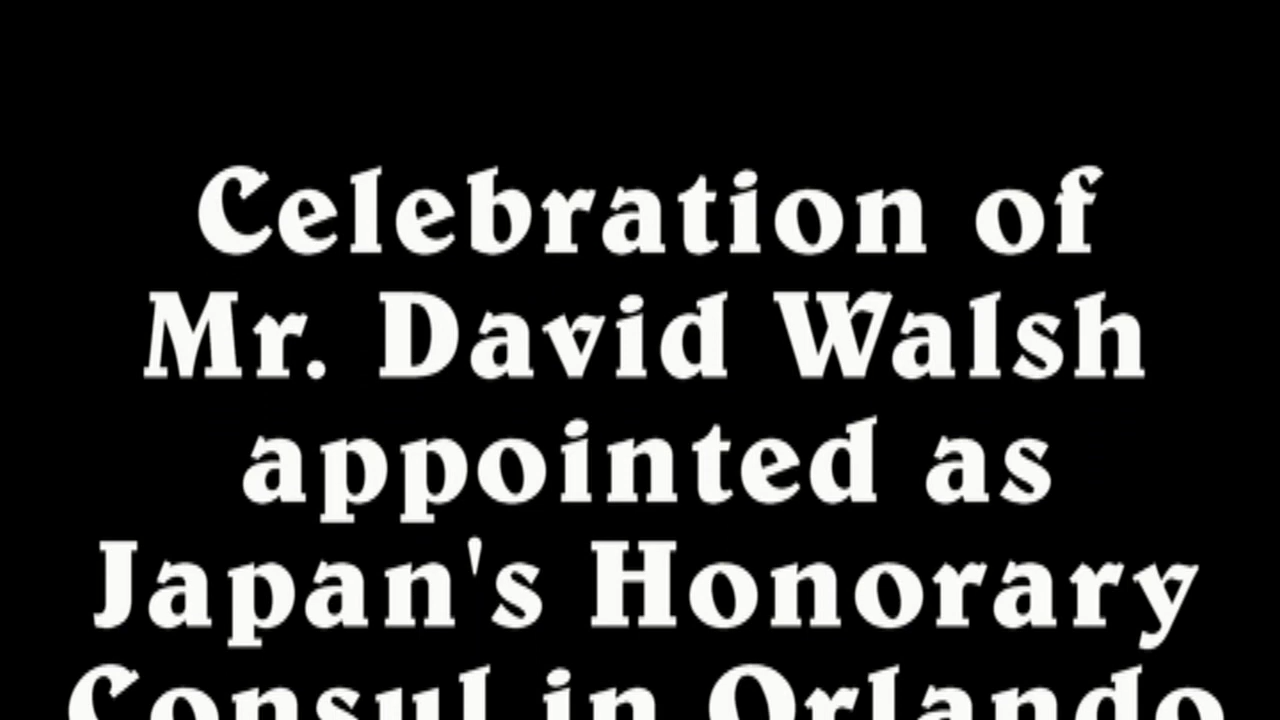 Celebration of
Mr. David Walsh
appointed as
Japan's Honorary
Consul in Orlando